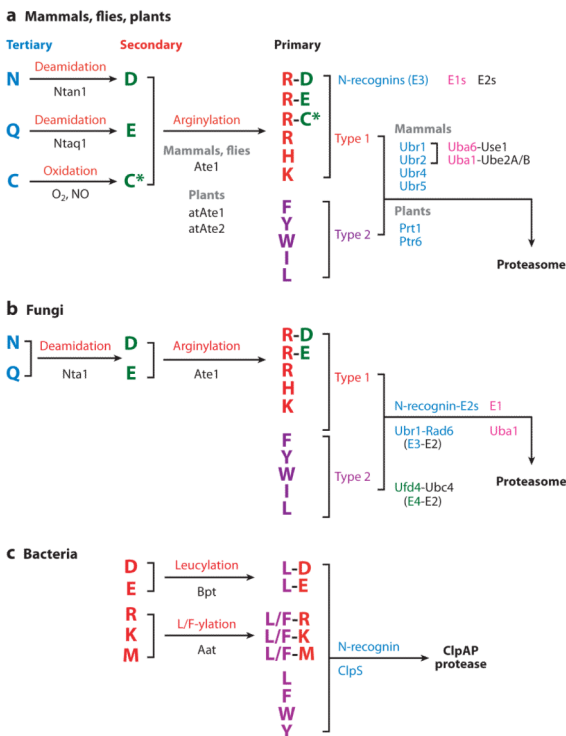 a Mammals, flies, plants
Tertiary Secondary Primary
N Deamidation D
Ntan1
Q Deamidation E
Ntaq1
C Oxidation C*
O2, NO
Arginylation
Mammals, flies
Ate1
Plants
atAte1
atAte2
R-D
R-E
R-C*
R
H
K
Type 1
F
Y
W
I
L
Type 2
N-recognins (E3) E1s E2s
Mammals
Ubr1 Uba6-Use1
Ubr2 Uba1-Ube2A/B
Ubr4
Ubr5
Plants
Prt1
Ptr6
Proteasome
b Fungi
N Deamidation D Arginylation
Q Nta1 E Ate1
R-D
R-E
R
H
K
Type 1
F
Y
W
I
L
Type 2
N-recognin-E2s E1
Ubr1-Rad6 Uba1
(E3-E2)
Ufd4-Ubc4
(E4-E2)
Proteasome
c Bacteria
D Leucylation L-D
E Bpt L-E
R L/F-R
K L/F-ylation L/F-K
M Aat L/F-M
L
F
W
Y
N-recognin
ClpS
ClpAP
protease